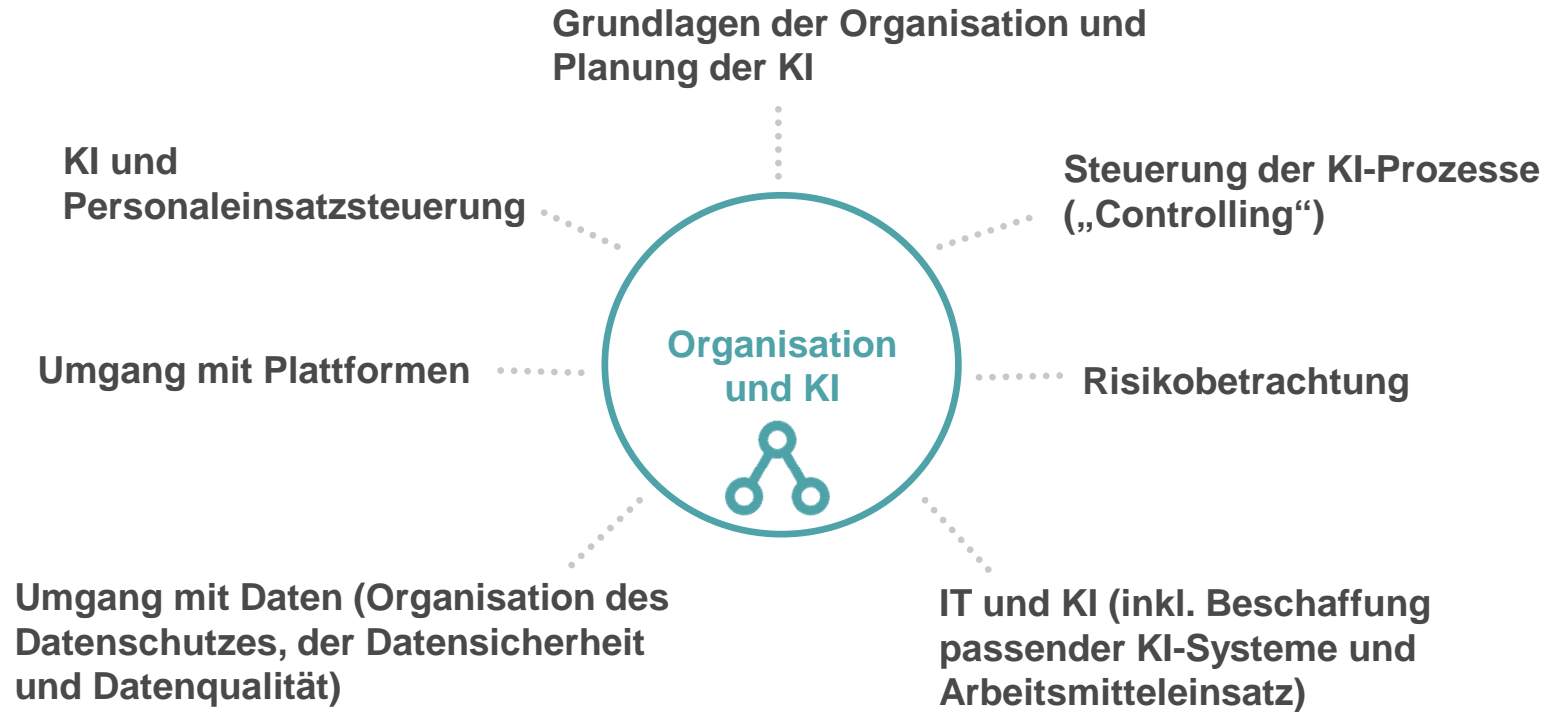 Grundlagen der Organisation und
Planung der KI
KI und
Personaleinsatzsteuerung
Steuerung der KI-Prozesse
(„Controlling“)
Organisation
und KI
Umgang mit Plattformen
Risikobetrachtung
Umgang mit Daten (Organisation des
Datenschutzes, der Datensicherheit
und Datenqualität)
IT und KI (inkl. Beschaffung
passender KI-Systeme und
Arbeitsmitteleinsatz)